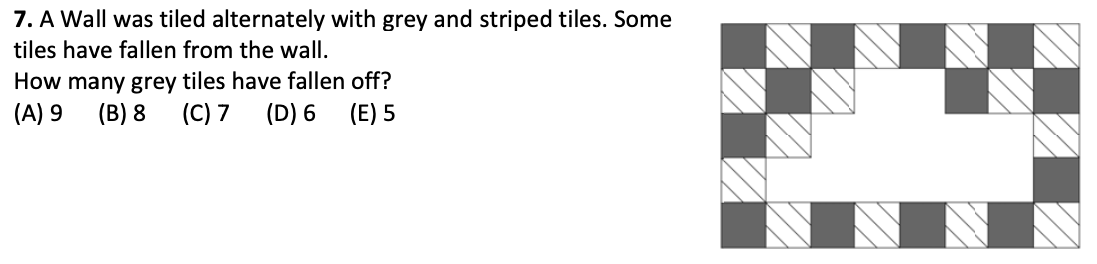 7. A Wall was tiled alternately with grey and striped tiles. Some
tiles have fallen from the wall.
How many grey tiles have fallen off?
(A) 9 (B) 8 (C) 7 (D) 6 (E) 5